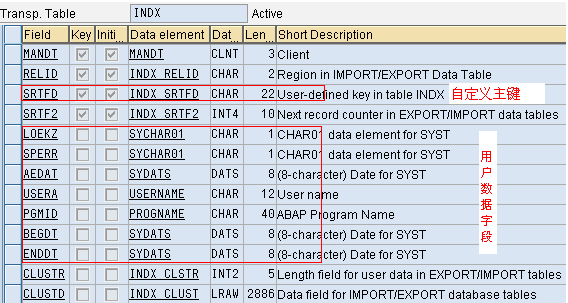 Transp. Table INDX Active
Field Key Initi... Data element Dat... Len... Short Description
MANDT MANDT CLNT 3 Client
RELID INDX_RELID CHAR 2 Region in IMPORT/EXPORT Data Table
SRTFD INDX_SRTFD CHAR 22 User-defined key in table INDX 自定义主键
SRTF2 INDX_SRTF2 INT4 10 Next record counter in EXPORT/IMPORT data tables
LOEKZ SYCHAR01 CHAR 1 CHAR01 data element for SYST
SPERR SYCHAR01 CHAR 1 CHAR01 data element for SYST
AEDAT SYDATS DATS 8 (8-character) Date for SYST
USERA USERNAME CHAR 12 User name
PGMID PROGNAME CHAR 40 ABAP Program Name
BEGDT SYDATS DATS 8 (8-character) Date for SYST
ENDDT SYDATS DATS 8 (8-character) Date for SYST
CLUSTR INDX_CLSTR INT2 5 Length field for user data in EXPORT/IMPORT tables
CLUSTD INDX_CLUST LRAW 2886 Data field for IMPORT/EXPORT database tables
用户数据字段